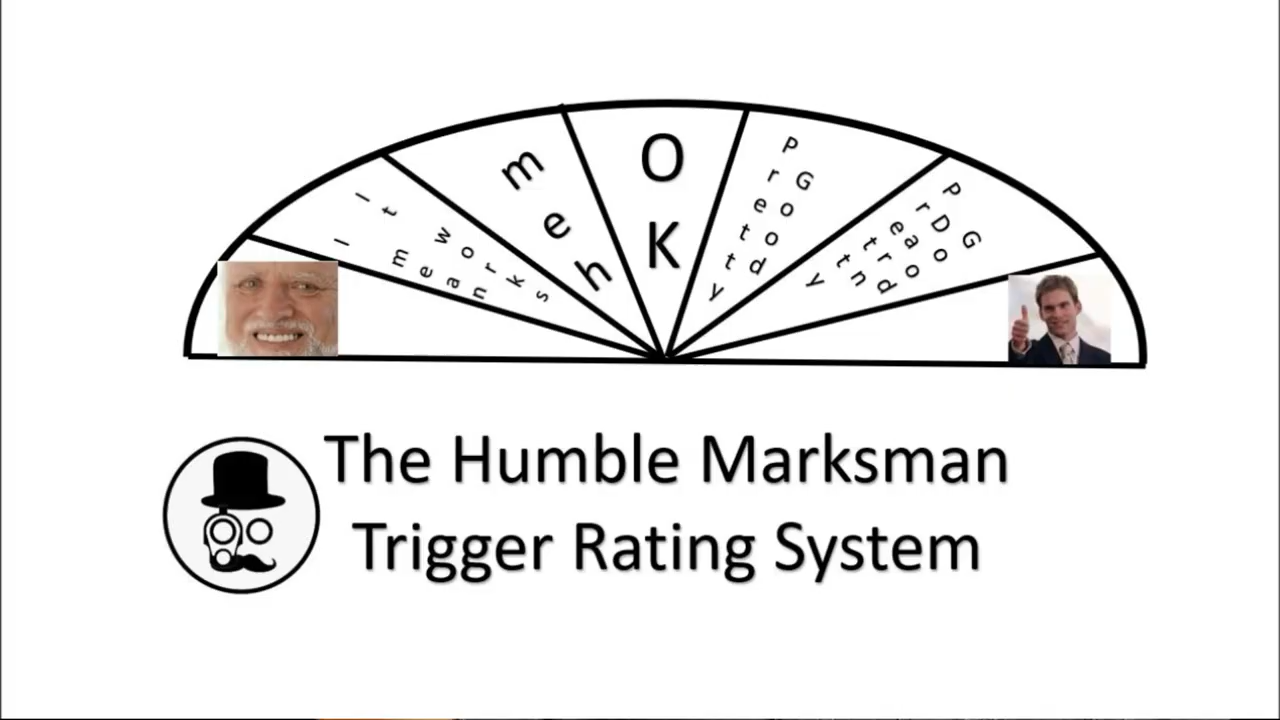 I mean
It works
meh
OK
Pretty
Good
Pretty
Darn
Good
The Humble Marksman
Trigger Rating System